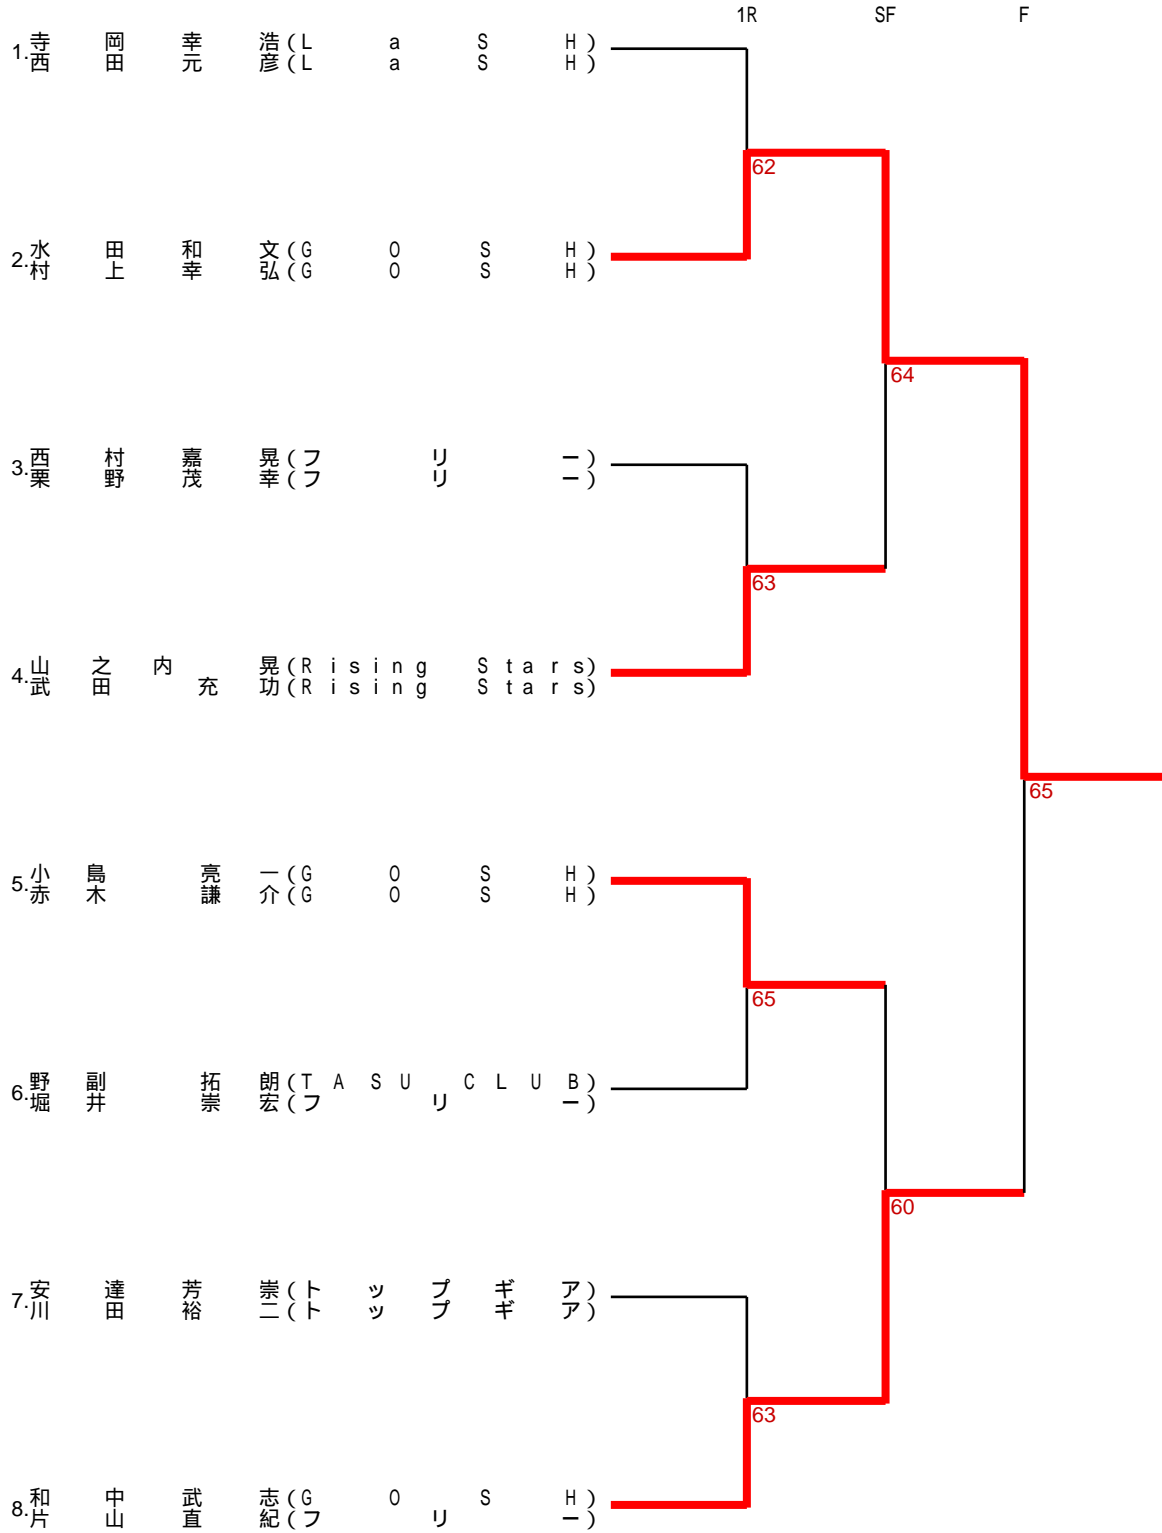 1R SF F
1. 寺岡幸浩(LaSH)
西田元彦(LaSH)
62
2. 水田和文(GOSH)
村上幸弘(GOSH)
64
3. 西村嘉晃(フリー)
栗野茂幸(フリー)
63
4. 山之内晃(Rising Stars)
武田充功(Rising Stars)
65
5. 小島亮一(GOSH)
赤木謙介(GOSH)
65
6. 野副拓朗(TASU CLUB)
堀井崇宏(フリー)
60
7. 安達芳崇(トップギア)
川田裕二(トップギア)
63
8. 和中武志(GOSH)
片山直紀(フリー)